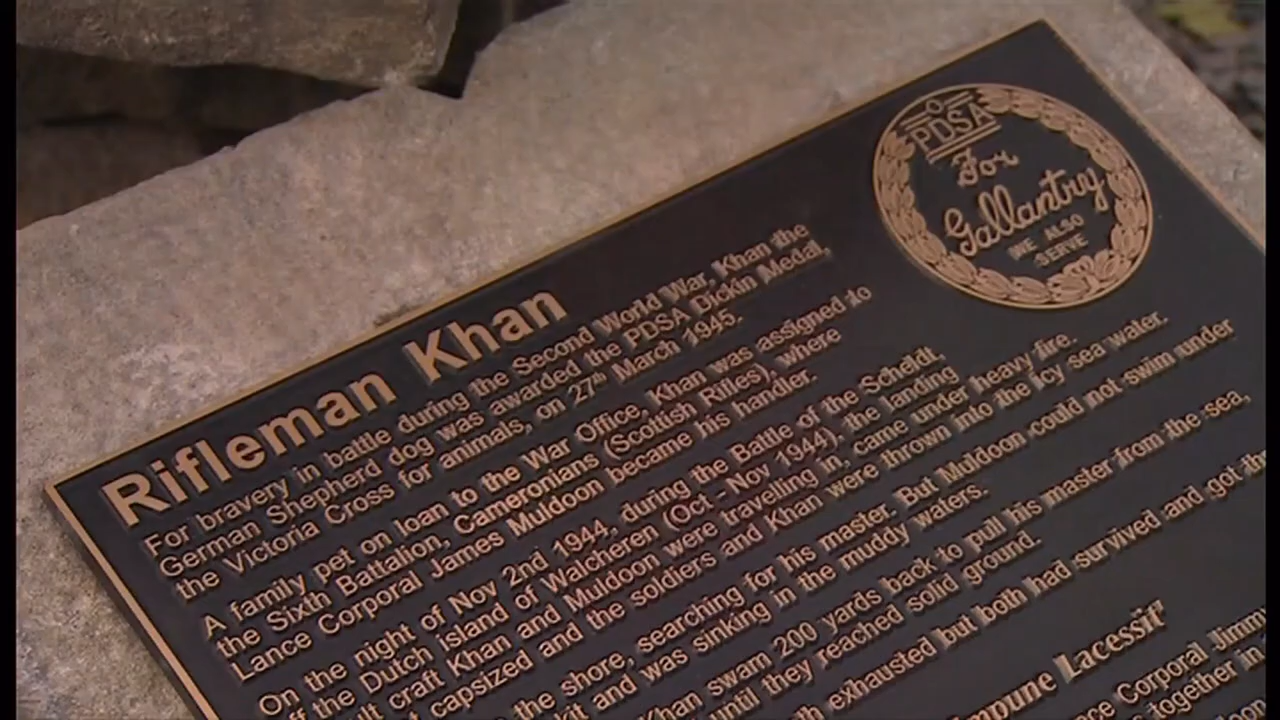 PDSA
For
Gallantry
WE ALSO
SERVE
Rifleman Khan
For bravery in battle during the Second World War, Khan the
German Shepherd dog was awarded the PDSA Dickin Medal,
the Victoria Cross for animals, on 27th March 1945.
A family pet on loan to the War Office, Khan was assigned to
the Sixth Battalion, Cameronians (Scottish Rifles), where
Lance Corporal James Muldoon became his handler.
On the night of Nov 2nd 1944, during the Battle of the Scheldt,
the Dutch island of Walcheren (Oct - Nov 1944), the landing
craft Khan and Muldoon were travelling in, came under heavy fire.
capsized and the soldiers and Khan were thrown into the icy sea water.
the shore, searching for his master. But Muldoon could not swim under
kit and was sinking in the muddy waters.
Khan swam 200 yards back to pull his master from the sea,
until they reached solid ground.
exhausted but both had survived and got
Lacessit
Corporal
together in